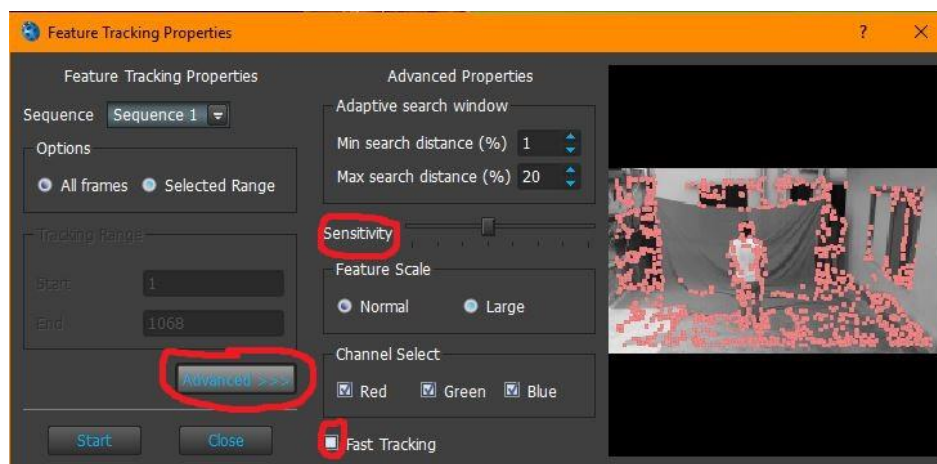 Feature Tracking Properties
?
Feature Tracking Properties
Sequence Sequence 1
Options
All frames Selected Range
Tracking Range
Start 1
End 1068
Advanced >>>
Start Close
Advanced Properties
Adaptive search window
Min search distance (%) 1
Max search distance (%) 20
Sensitivity
Feature Scale
Normal Large
Channel Select
Red Green Blue
Fast Tracking